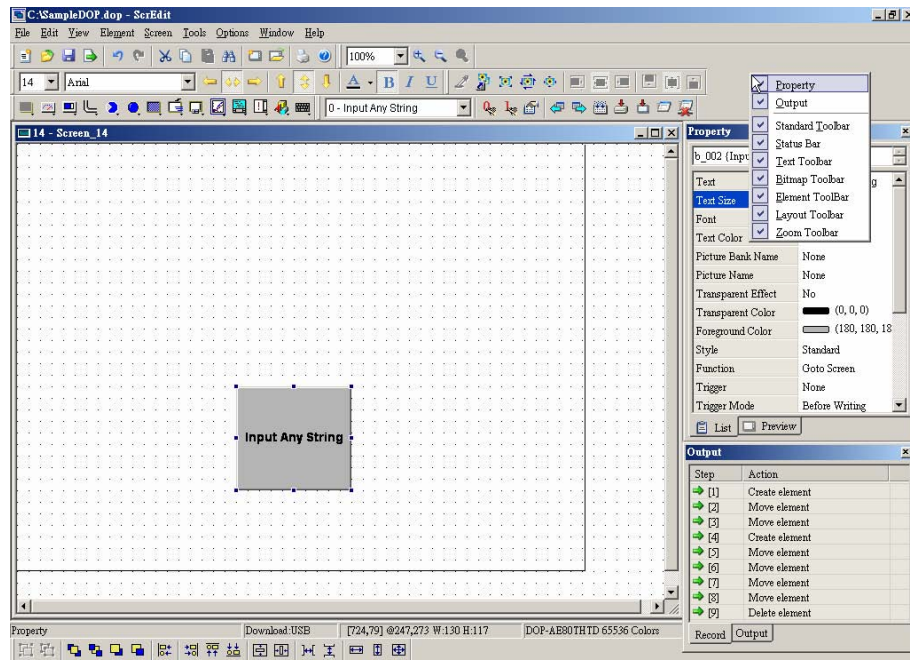 C:\SampleDOP.dop - ScrEdit
File Edit View Element Screen Tools Options Window Help
100%
14 Arial
A B I U
0 - Input Any String
14 - Screen_14
Input Any String
Property
Output
Standard Toolbar
Status Bar
Text Toolbar
Bitmap Toolbar
Element ToolBar
Layout Toolbar
Zoom Toolbar
Property
b_002 {Inpu
Text g
Text Size
Font
Text Color
Picture Bank Name None
Picture Name None
Transparent Effect No
Transparent Color (0, 0, 0)
Foreground Color (180, 180, 18
Style Standard
Function Goto Screen
Trigger None
Trigger Mode Before Writing
List Preview
Output
Step Action
[1] Create element
[2] Move element
[3] Move element
[4] Create element
[5] Move element
[6] Move element
[7] Move element
[8] Move element
[9] Delete element
Record Output
Property Download:USB [724,79] @247,273 W:130 H:117 DOP-AE80THTD 65536 Colors